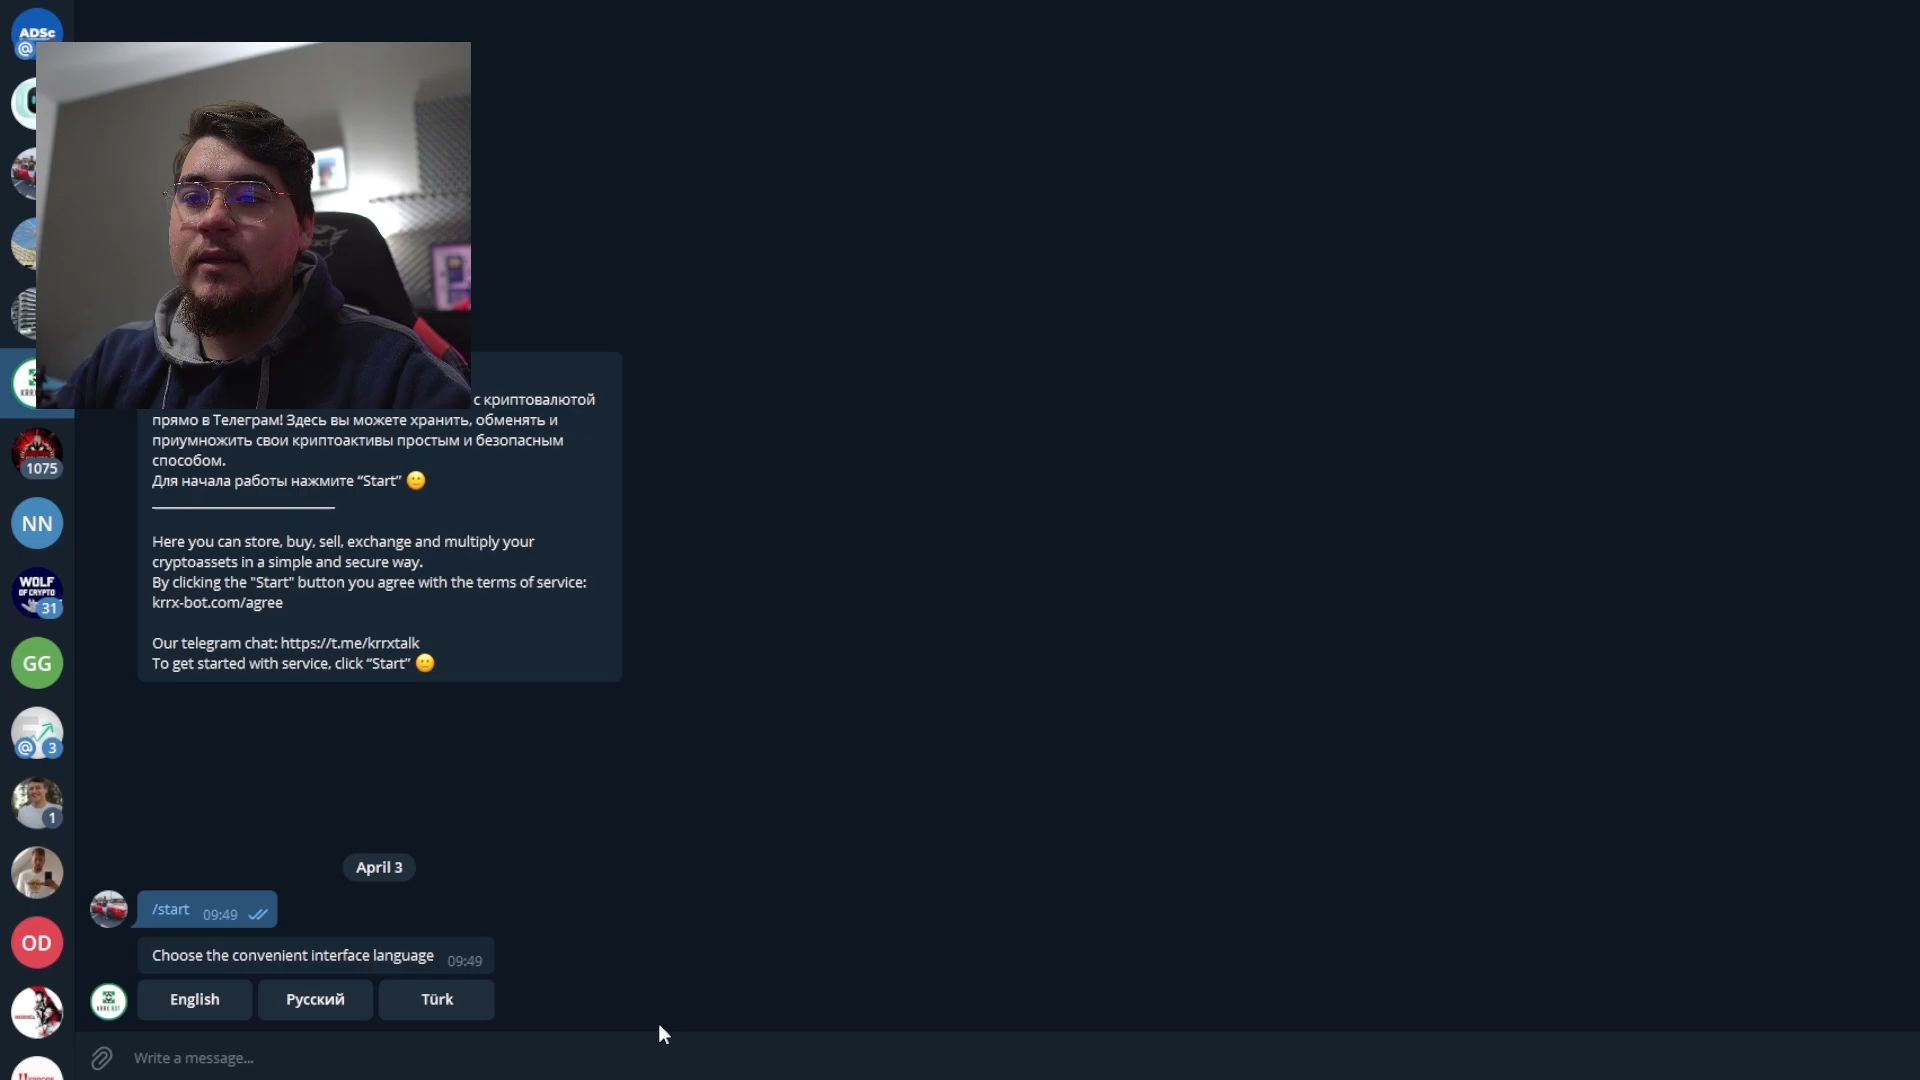 ADSc
@
с криптовалютой
прямо в Телеграм! Здесь вы можете хранить, обменять и
приумножить свои криптоактивы простым и безопасным
способом.
Для начала работы нажмите “Start” 🙂
Here you can store, buy, sell, exchange and multiply your
cryptoassets in a simple and secure way.
By clicking the "Start" button you agree with the terms of service:
krrx-bot.com/agree
Our telegram chat: https://t.me/krrxtalk
To get started with service, click “Start” 🙂
1075
NN
WOLF
OF CRYPTO
31
GG
@ 3
1
OD
April 3
/start 09:49
Choose the convenient interface language 09:49
English Русский Türk
KRRX BOT
Write a message...